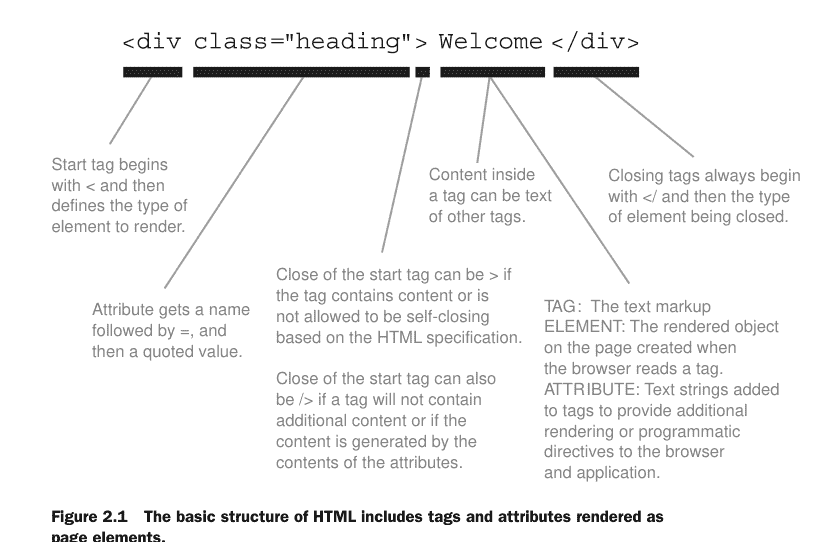 <div class="heading"> Welcome </div>
Start tag begins
with < and then
defines the type of
element to render.
Attribute gets a name
followed by =, and
then a quoted value.
Close of the start tag can be > if
the tag contains content or is
not allowed to be self-closing
based on the HTML specification.
Close of the start tag can also
be /> if a tag will not contain
additional content or if the
content is generated by the
contents of the attributes.
Content inside
a tag can be text
of other tags.
Closing tags always begin
with </ and then the type
of element being closed.
TAG: The text markup
ELEMENT: The rendered object
on the page created when
the browser reads a tag.
ATTRIBUTE: Text strings added
to tags to provide additional
rendering or programmatic
directives to the browser
and application.
Figure 2.1 The basic structure of HTML includes tags and attributes rendered as
page elements.